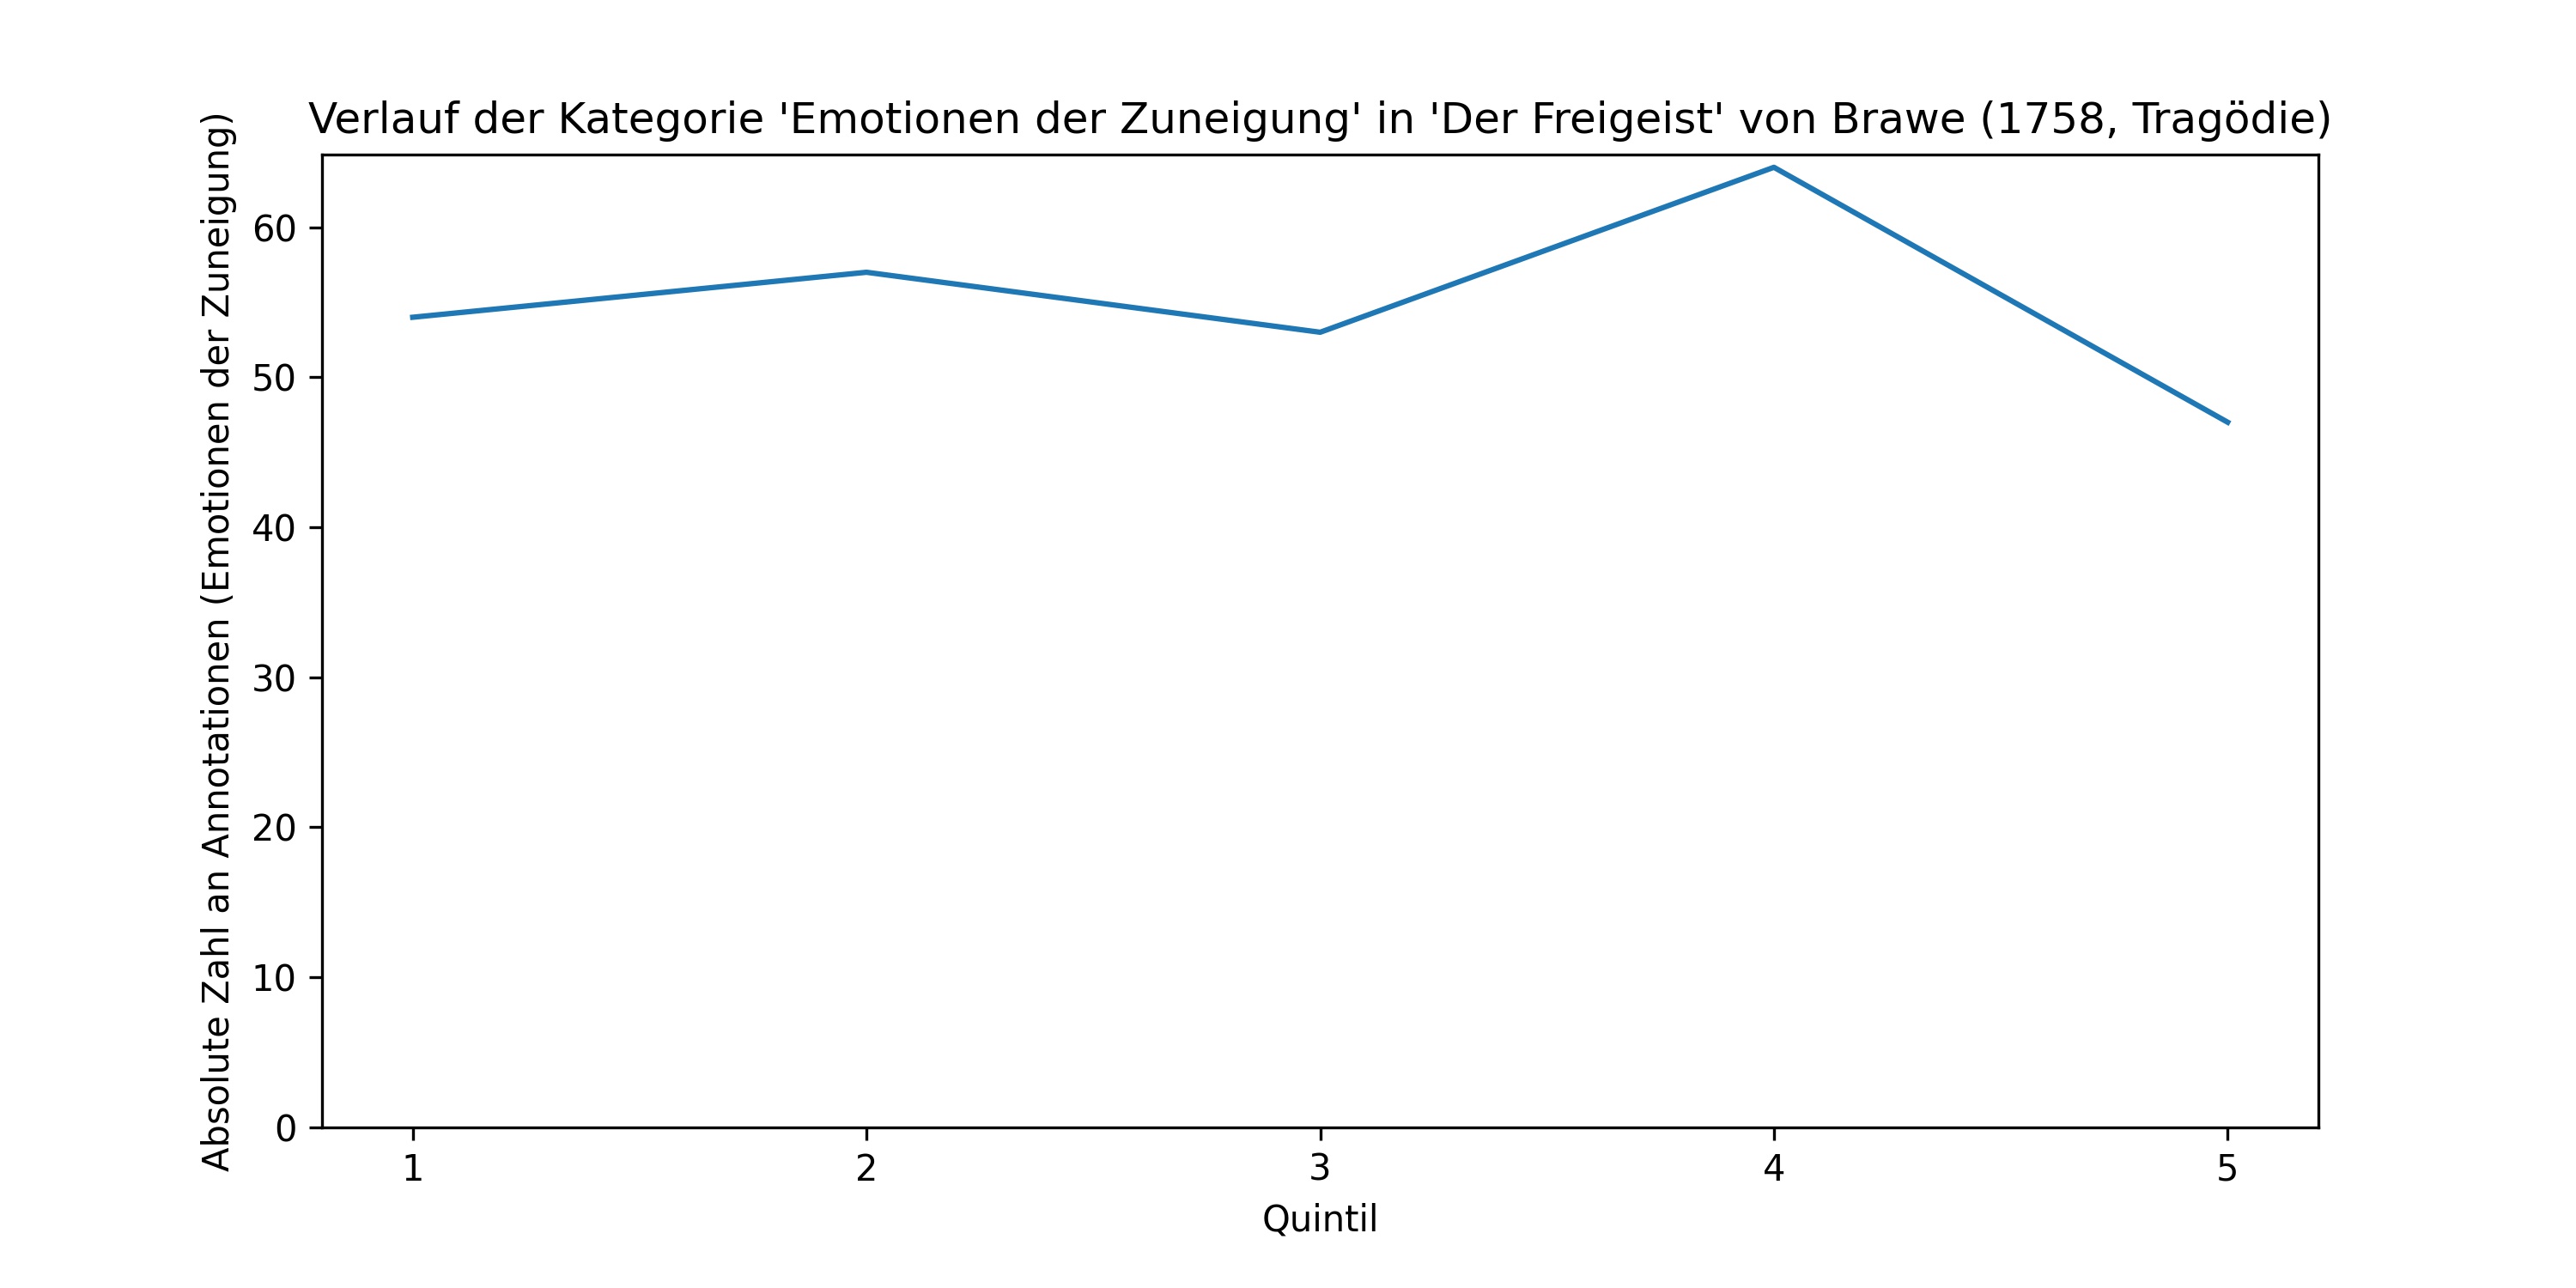 Verlauf der Kategorie 'Emotionen der Zuneigung' in 'Der Freigeist' von Brawe (1758, Tragödie)
Absolute Zahl an Annotationen (Emotionen der Zuneigung)
60
50
40
30
20
10
0
1 2 3 4 5
Quintil